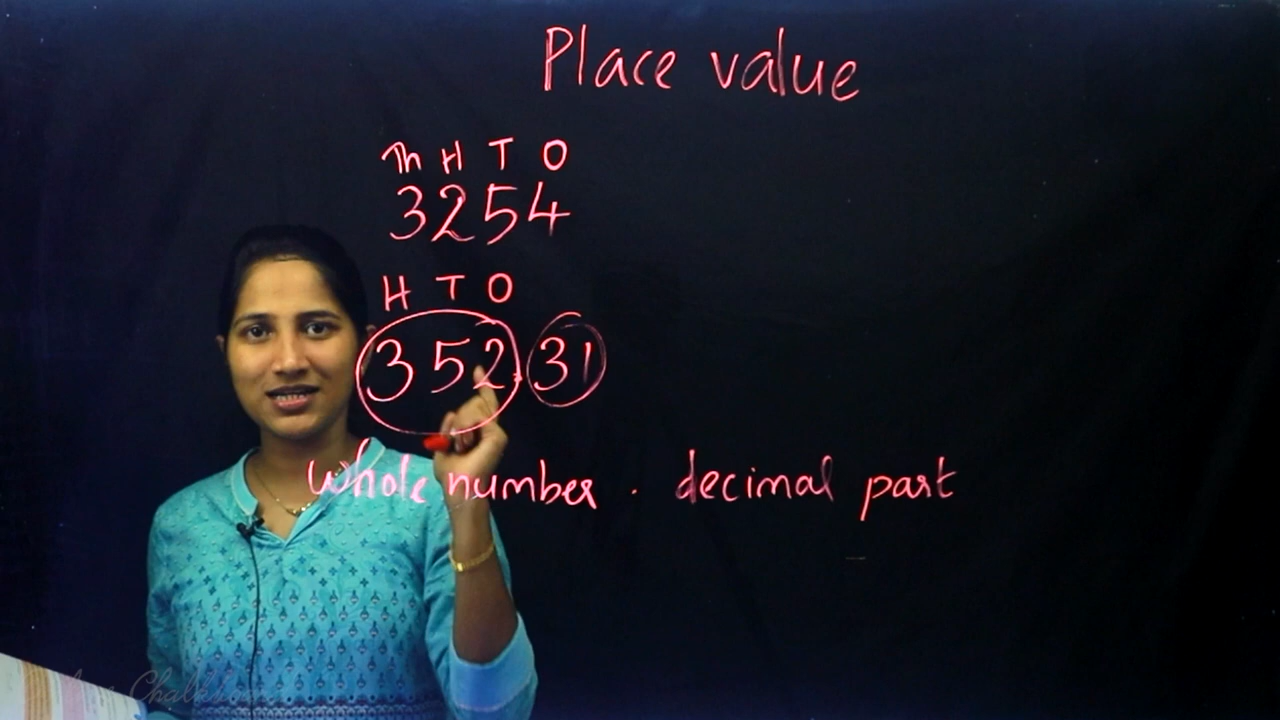 Place value
Th H T O
3254
H T O
352.31
whole number . decimal part